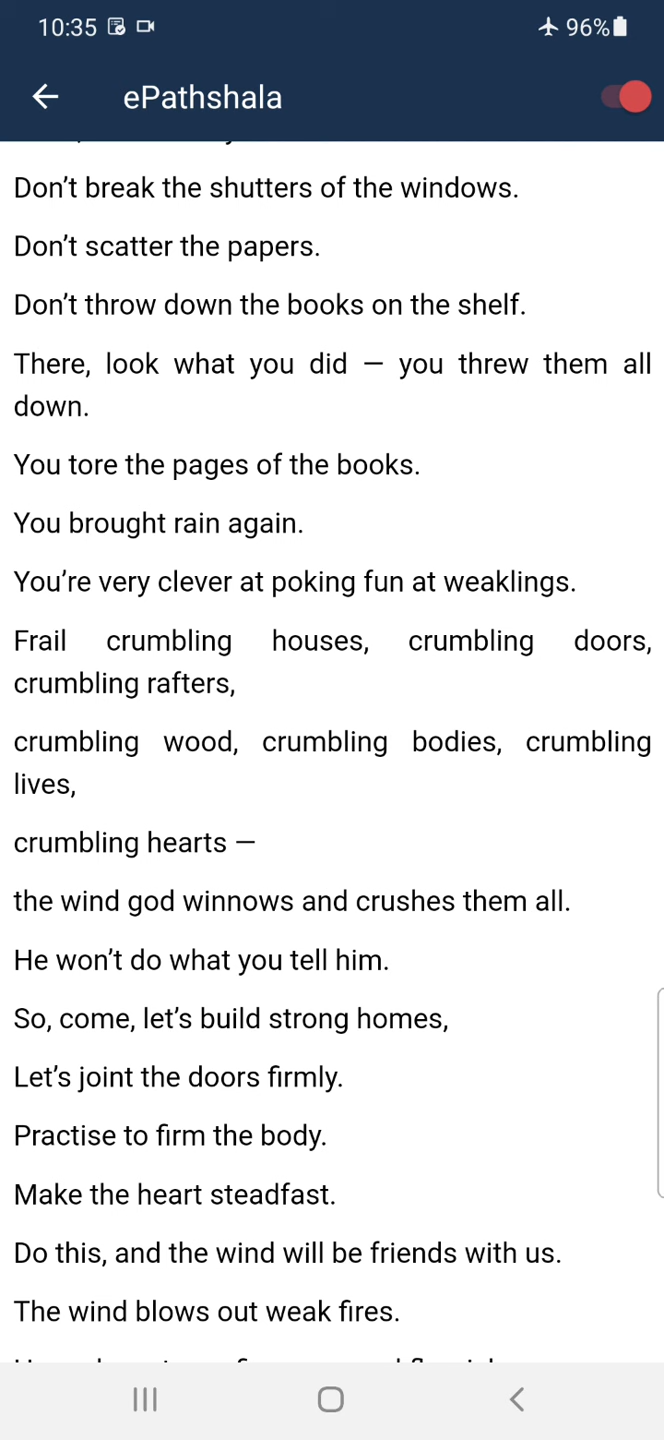 10:35
96%
ePathshala
Don’t break the shutters of the windows.
Don’t scatter the papers.
Don’t throw down the books on the shelf.
There, look what you did — you threw them all
down.
You tore the pages of the books.
You brought rain again.
You’re very clever at poking fun at weaklings.
Frail crumbling houses, crumbling doors,
crumbling rafters,
crumbling wood, crumbling bodies, crumbling
lives,
crumbling hearts —
the wind god winnows and crushes them all.
He won’t do what you tell him.
So, come, let’s build strong homes,
Let’s joint the doors firmly.
Practise to firm the body.
Make the heart steadfast.
Do this, and the wind will be friends with us.
The wind blows out weak fires.